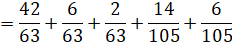 = 42/63 + 6/63 + 2/63 + 14/105 + 6/105